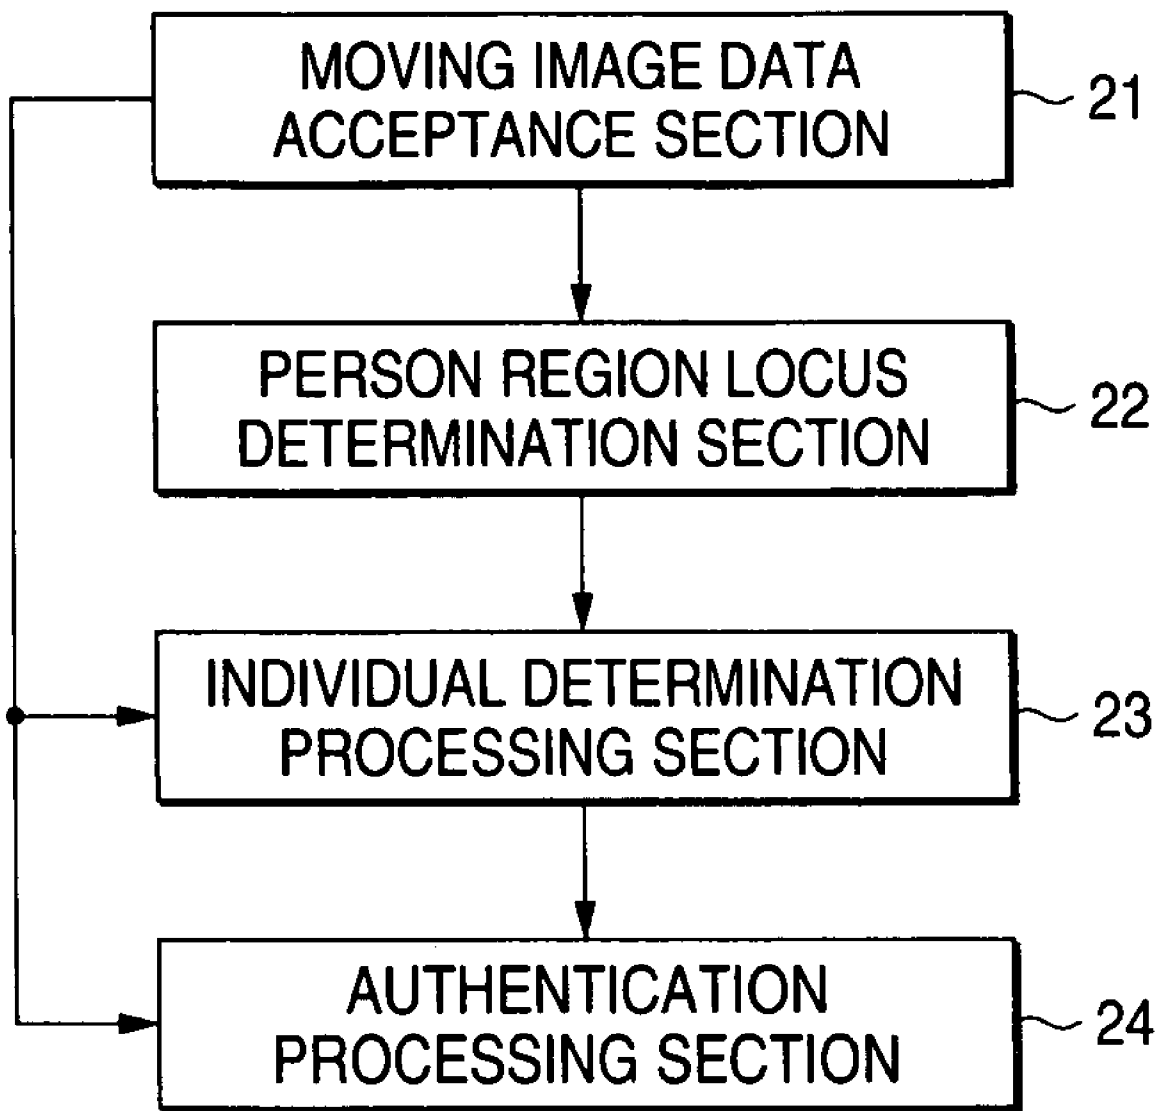 MOVING IMAGE DATA
ACCEPTANCE SECTION
21
PERSON REGION LOCUS
DETERMINATION SECTION
22
INDIVIDUAL DETERMINATION
PROCESSING SECTION
23
AUTHENTICATION
PROCESSING SECTION
24